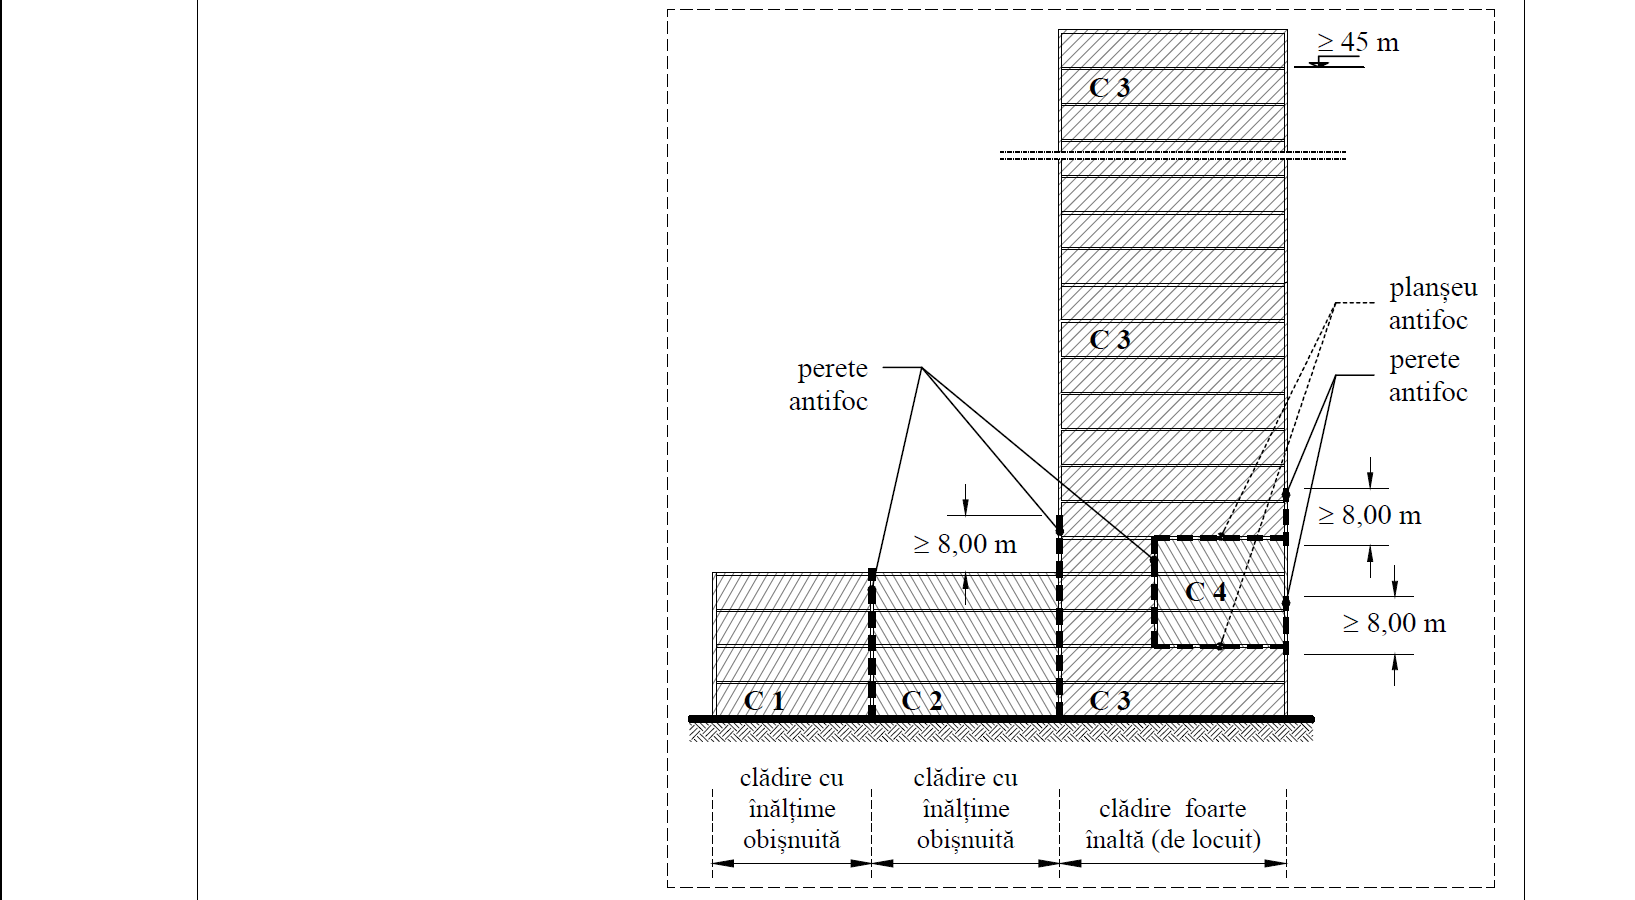 ≥ 45 m
C 3
planșeu
antifoc
C 3
perete
antifoc
perete
antifoc
≥ 8,00 m
≥ 8,00 m
C 4
≥ 8,00 m
C 1
C 2
C 3
clădire cu
înălțime
obișnuită
clădire cu
înălțime
obișnuită
clădire foarte
înaltă (de locuit)